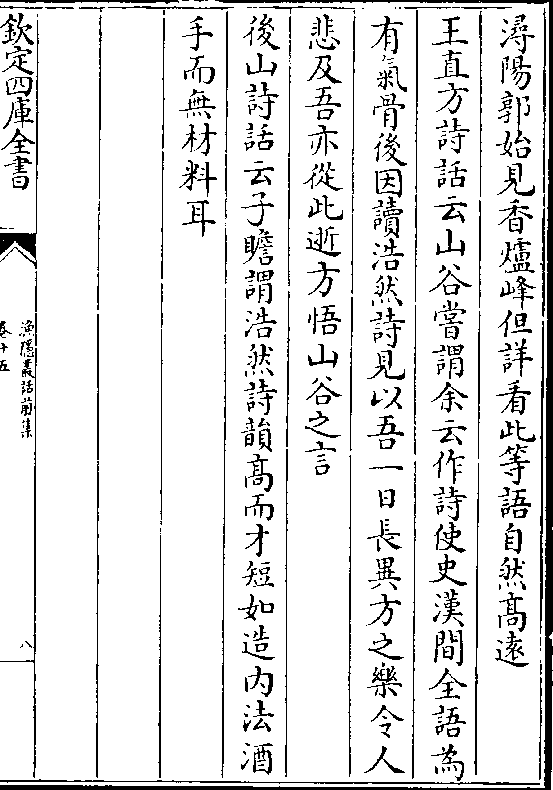 潯陽郭始見香爐峰但詳看此等語自然髙逺
王直方詩話云山谷嘗謂余云作詩使史漢間全語為
有氣骨後因讀浩然詩見以吾一日長異方之樂令人
悲及吾亦從此逝方悟山谷之言
後山詩話云子瞻謂浩然詩韻髙而才短如造内法酒
手而無材料耳
欽定四庫全書
漁隱叢話前集
卷十五
八